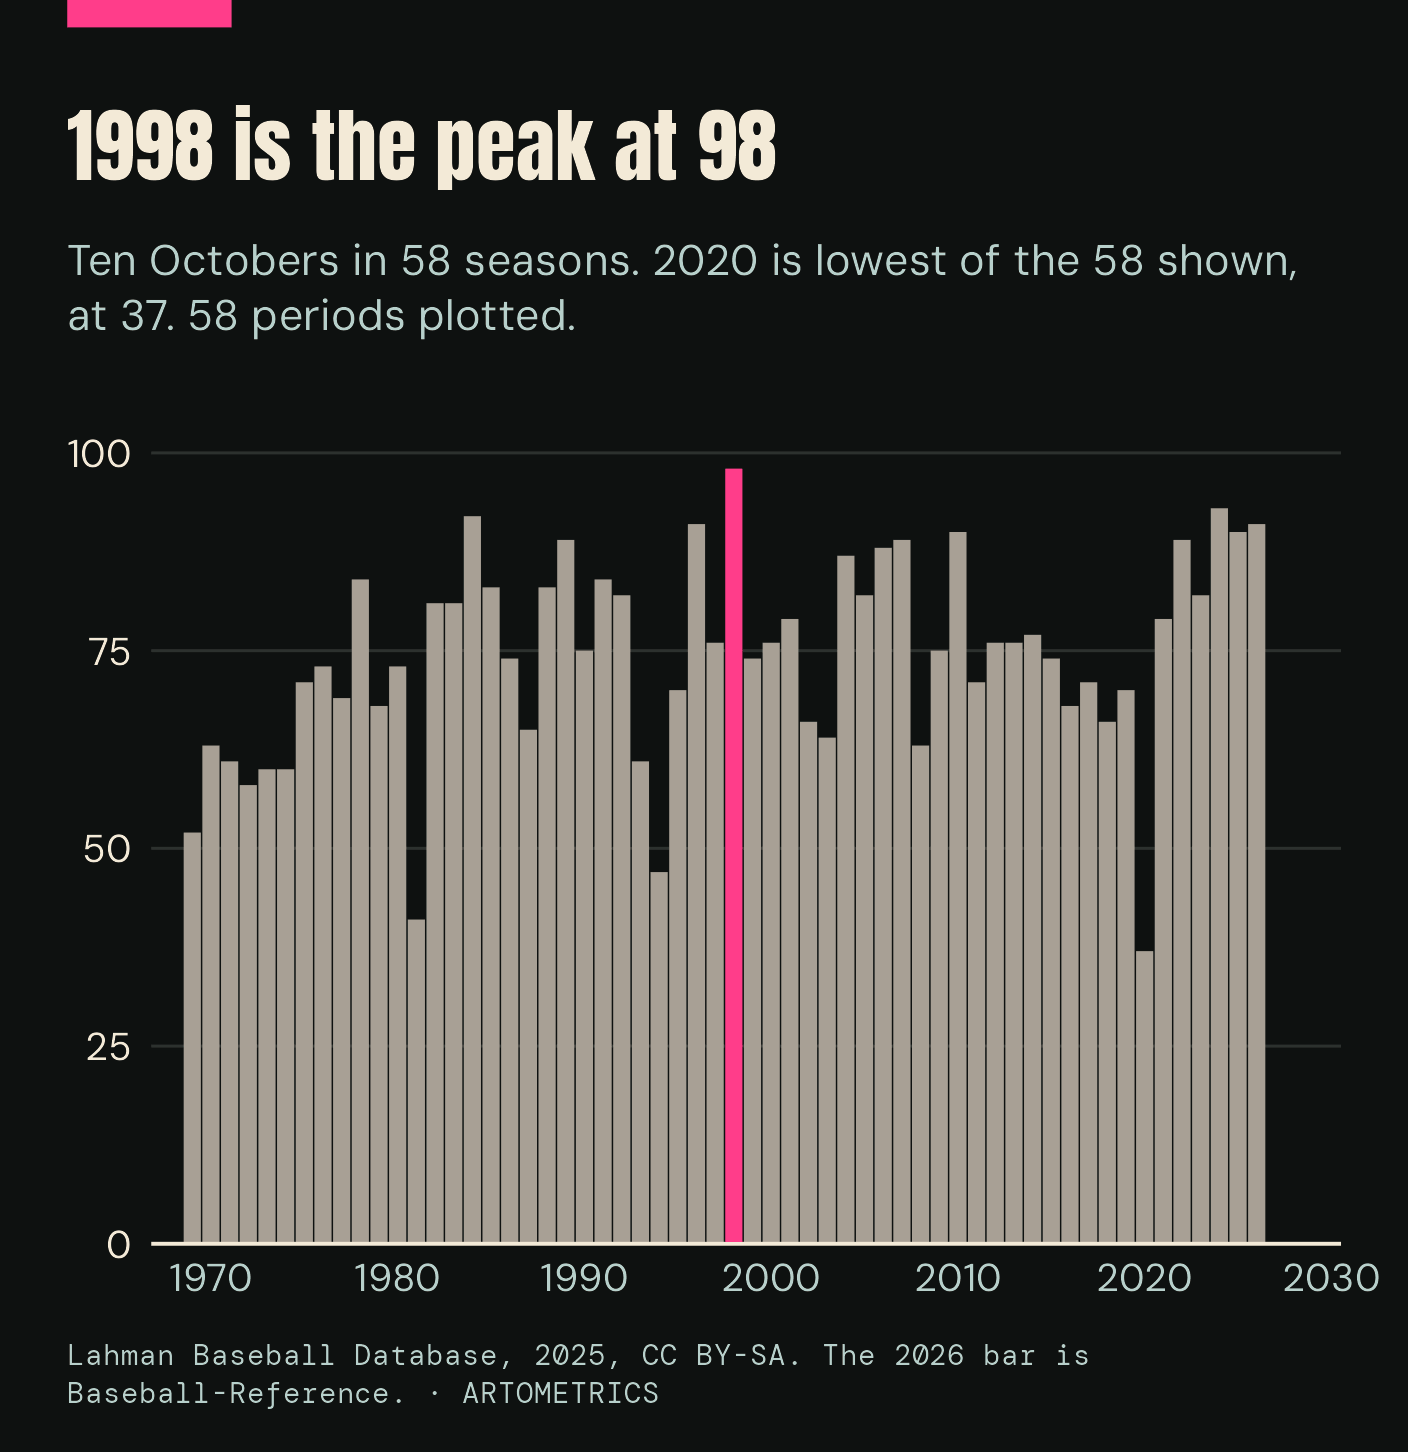 1998 is the peak at 98
Ten Octobers in 58 seasons. 2020 is lowest of the 58 shown,
at 37. 58 periods plotted.
100
75
50
25
0
1970 1980 1990 2000 2010 2020 2030
Lahman Baseball Database, 2025, CC BY-SA. The 2026 bar is
Baseball-Reference. · ARTOMETRICS